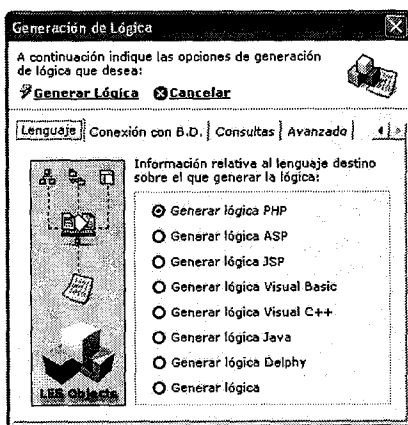 Generación de Lógica
A continuación indique las opciones de generación
de lógica que desea:
Generar Lógica Cancelar
Lenguaje Conexión con B.D. Consultas Avanzado
Información relativa al lenguaje destino
sobre el que generar la lógica:
Generar lógica PHP
Generar lógica ASP
Generar lógica JSP
Generar lógica Visual Basic
Generar lógica Visual C++
Generar lógica Java
Generar lógica Delphy
Generar lógica
LES Objects